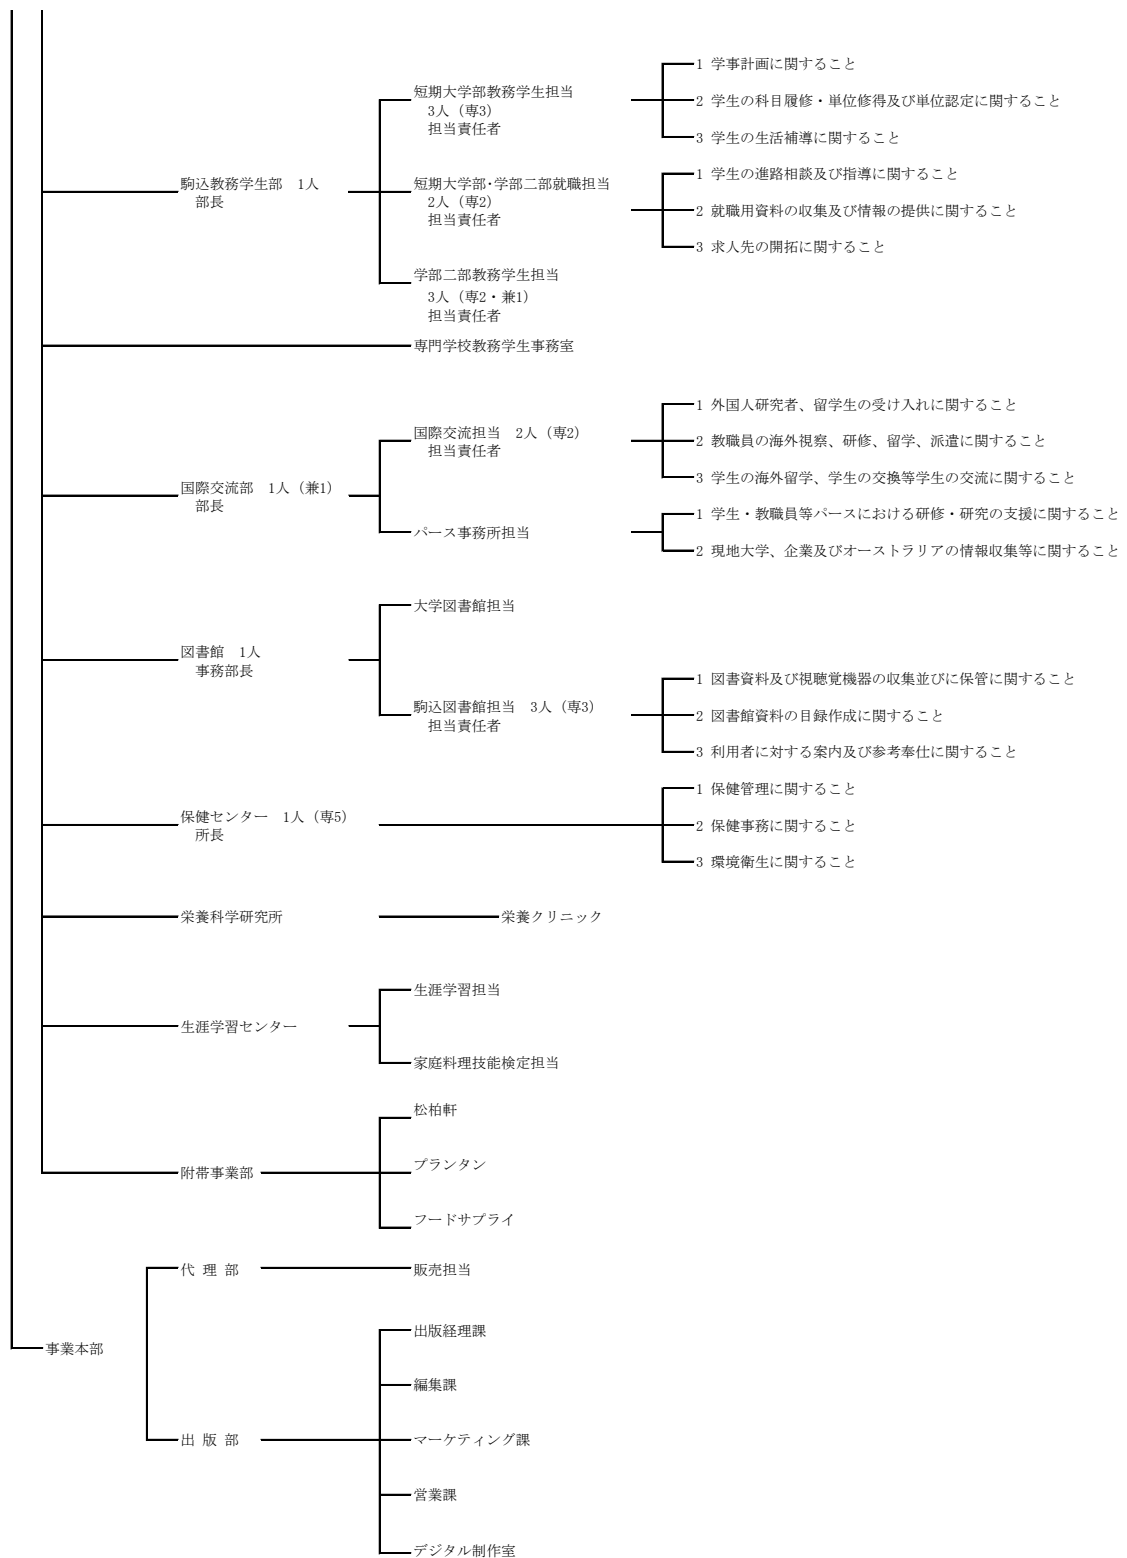 1 学事計画に関すること
短期大学部教務学生担当
3人（専3）
担当責任者
2 学生の科目履修・単位修得及び単位認定に関すること
3 学生の生活補導に関すること
駒込教務学生部　1人
部長
短期大学部・学部二部就職担当
2人（専2）
担当責任者
1 学生の進路相談及び指導に関すること
2 就職用資料の収集及び情報の提供に関すること
3 求人先の開拓に関すること
学部二部教務学生担当
3人（専2・兼1）
担当責任者
専門学校教務学生事務室
国際交流部　1人（兼1）
部長
国際交流担当　2人（専2）
担当責任者
1 外国人研究者、留学生の受け入れに関すること
2 教職員の海外視察、研修、留学、派遣に関すること
3 学生の海外留学、学生の交換等学生の交流に関すること
パース事務所担当
1 学生・教職員等パースにおける研修・研究の支援に関すること
2 現地大学、企業及びオーストラリアの情報収集等に関すること
図書館　1人
事務部長
大学図書館担当
駒込図書館担当　3人（専3）
担当責任者
1 図書資料及び視聴覚機器の収集並びに保管に関すること
2 図書館資料の目録作成に関すること
3 利用者に対する案内及び参考奉仕に関すること
保健センター　1人（専5）
所長
1 保健管理に関すること
2 保健事務に関すること
3 環境衛生に関すること
栄養科学研究所
栄養クリニック
生涯学習センター
生涯学習担当
家庭料理技能検定担当
附帯事業部
松柏軒
プランタン
フードサプライ
事業本部
代 理 部
販売担当
出 版 部
出版経理課
編集課
マーケティング課
営業課
デジタル制作室